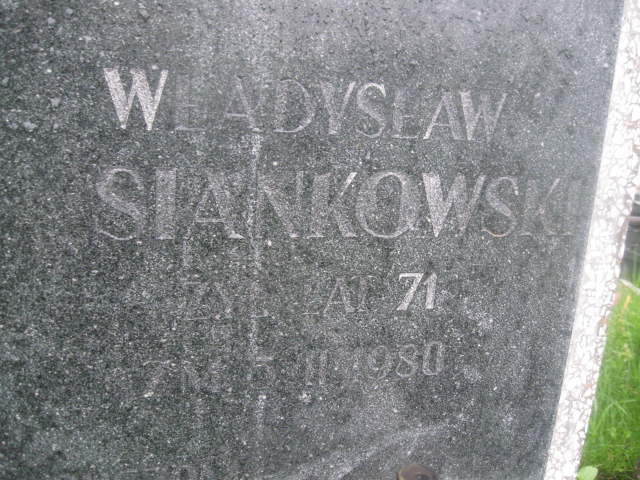 WŁADYSŁAW
SIANKOWSKI
ŻYŁ LAT 71
ZM. 5 II 1980